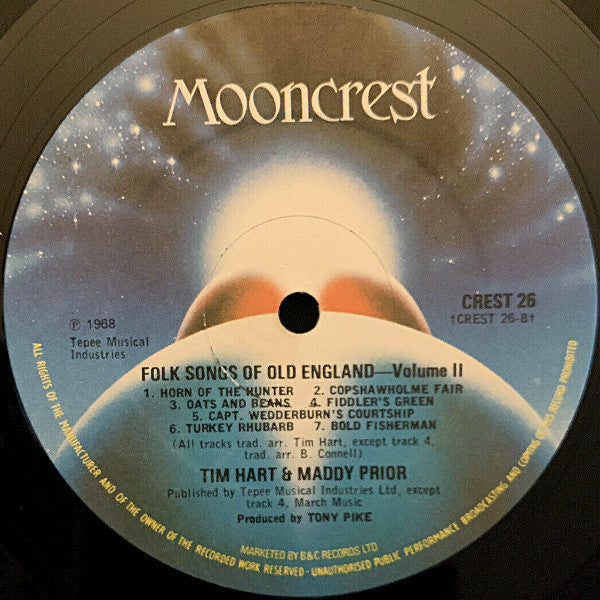 Mooncrest
℗ 1968
Tepee Musical
Industries
CREST 26
†CREST 26-B†
FOLK SONGS OF OLD ENGLAND—Volume II
1. HORN OF THE HUNTER 2. COPSHAWHOLME FAIR
3. OATS AND BEANS 4. FIDDLER'S GREEN
5. CAPT. WEDDERBURN'S COURTSHIP
6. TURKEY RHUBARB 7. BOLD FISHERMAN
(All tracks trad. arr. Tim Hart, except track 4,
trad. arr. B. Connell)
TIM HART & MADDY PRIOR
Published by Tepee Musical Industries Ltd, except
track 4, March Music
Produced by TONY PIKE
MARKETED BY B&C RECORDS LTD
ALL RIGHTS OF THE MANUFACTURER AND OF THE OWNER OF THE RECORDED WORK RESERVED - UNAUTHORISED PUBLIC PERFORMANCE BROADCASTING AND COPYING OF THIS RECORD PROHIBITED